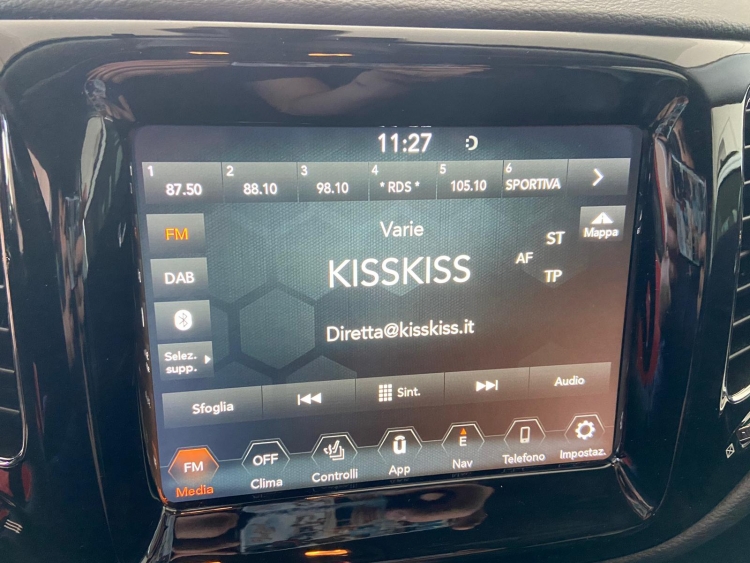 11:27
1 2 3 4 5 6
87.50 88.10 98.10 * RDS * 105.10 SPORTIVA
FM
Varie
ST
Mappa
DAB
KISSKISS
AF
TP
Diretta@kisskiss.it
Selez.
supp.
Sfoglia
Sint.
Audio
FM
OFF
E
Media
Clima
Controlli
App
Nav
Telefono
Impostaz.